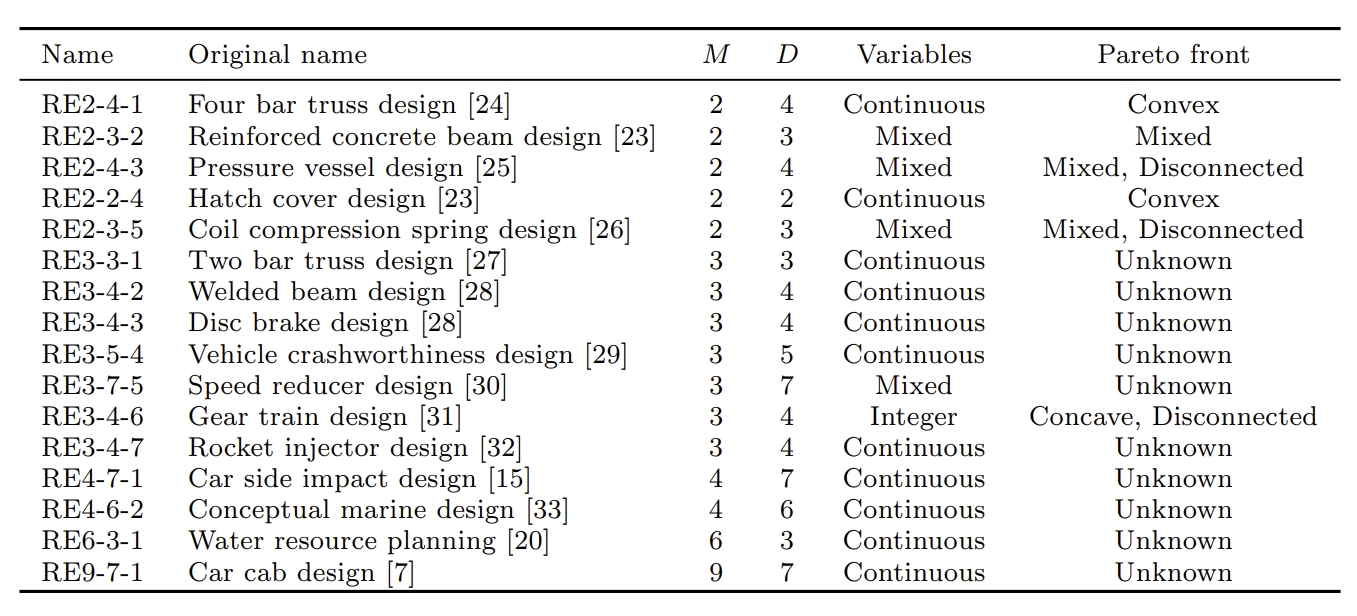 Name Original name M D Variables Pareto front
RE2-4-1 Four bar truss design [24] 2 4 Continuous Convex
RE2-3-2 Reinforced concrete beam design [23] 2 3 Mixed Mixed
RE2-4-3 Pressure vessel design [25] 2 4 Mixed Mixed, Disconnected
RE2-2-4 Hatch cover design [23] 2 2 Continuous Convex
RE2-3-5 Coil compression spring design [26] 2 3 Mixed Mixed, Disconnected
RE3-3-1 Two bar truss design [27] 3 3 Continuous Unknown
RE3-4-2 Welded beam design [28] 3 4 Continuous Unknown
RE3-4-3 Disc brake design [28] 3 4 Continuous Unknown
RE3-5-4 Vehicle crashworthiness design [29] 3 5 Continuous Unknown
RE3-7-5 Speed reducer design [30] 3 7 Mixed Unknown
RE3-4-6 Gear train design [31] 3 4 Integer Concave, Disconnected
RE3-4-7 Rocket injector design [32] 3 4 Continuous Unknown
RE4-7-1 Car side impact design [15] 4 7 Continuous Unknown
RE4-6-2 Conceptual marine design [33] 4 6 Continuous Unknown
RE6-3-1 Water resource planning [20] 6 3 Continuous Unknown
RE9-7-1 Car cab design [7] 9 7 Continuous Unknown